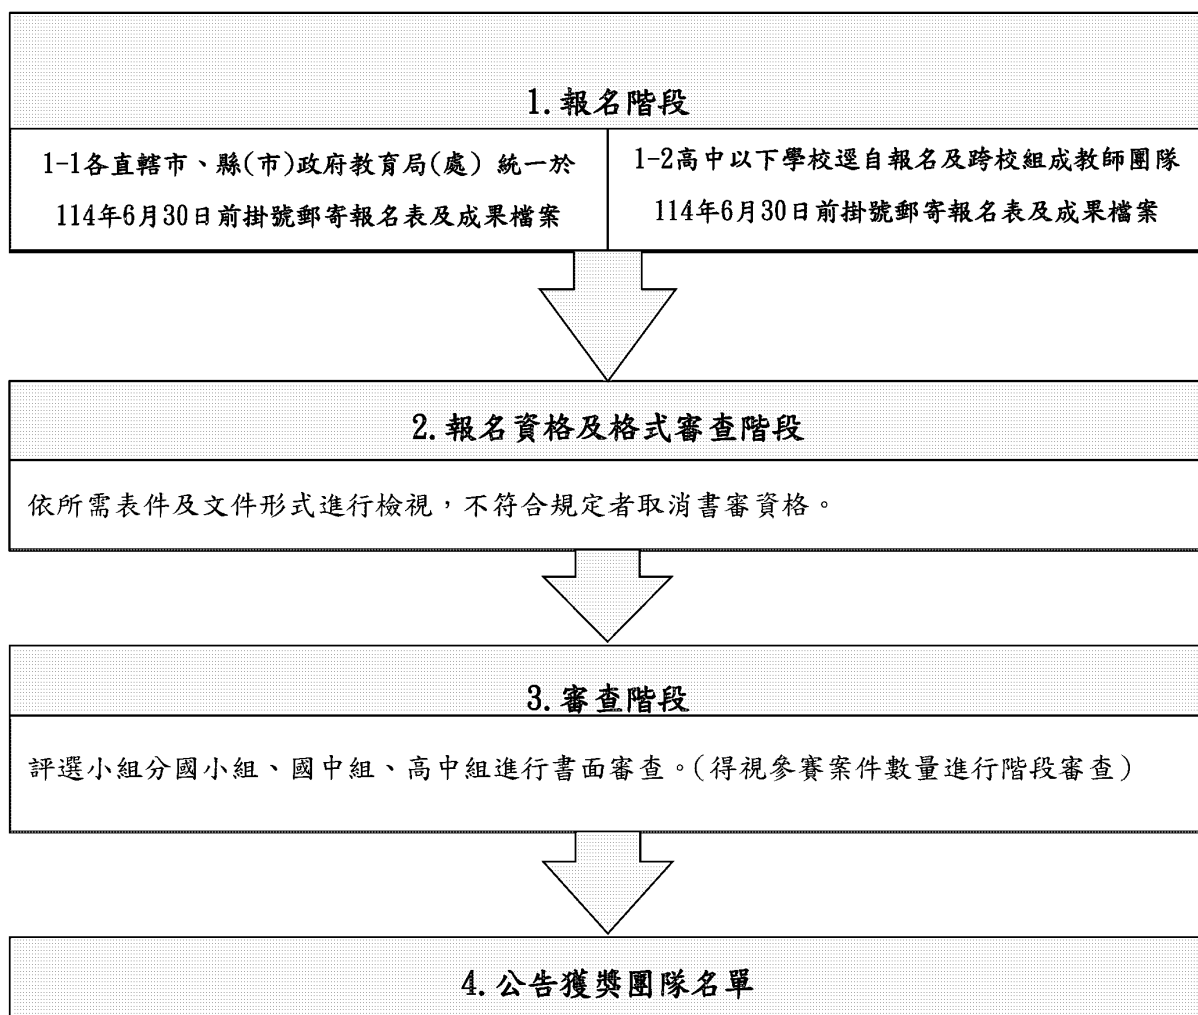 1.報名階段
1-1各直轄市、縣(市)政府教育局(處) 統一於
114年6月30日前掛號郵寄報名表及成果檔案
1-2高中以下學校逕自報名及跨校組成教師團隊
114年6月30日前掛號郵寄報名表及成果檔案
2.報名資格及格式審查階段
依所需表件及文件形式進行檢視，不符合規定者取消書審資格。
3.審查階段
評選小組分國小組、國中組、高中組進行書面審查。(得視參賽案件數量進行階段審查)
4.公告獲獎團隊名單